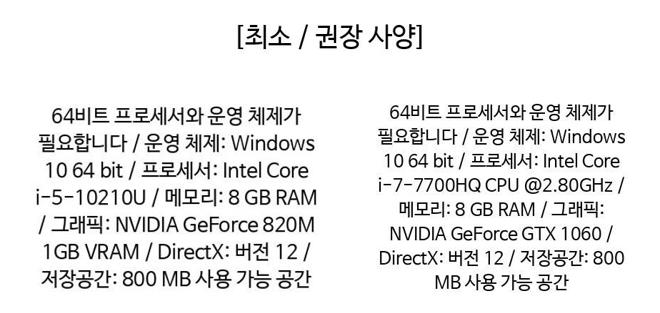 [최소 / 권장 사양]
64비트 프로세서와 운영 체제가
필요합니다 / 운영 체제: Windows
10 64 bit / 프로세서: Intel Core
i-5-10210U / 메모리: 8 GB RAM
/ 그래픽: NVIDIA GeForce 820M
1GB VRAM / DirectX: 버전 12 /
저장공간: 800 MB 사용 가능 공간
64비트 프로세서와 운영 체제가
필요합니다 / 운영 체제: Windows
10 64 bit / 프로세서: Intel Core
i-7-7700HQ CPU @2.80GHz /
메모리: 8 GB RAM / 그래픽:
NVIDIA GeForce GTX 1060 /
DirectX: 버전 12 / 저장공간: 800
MB 사용 가능 공간